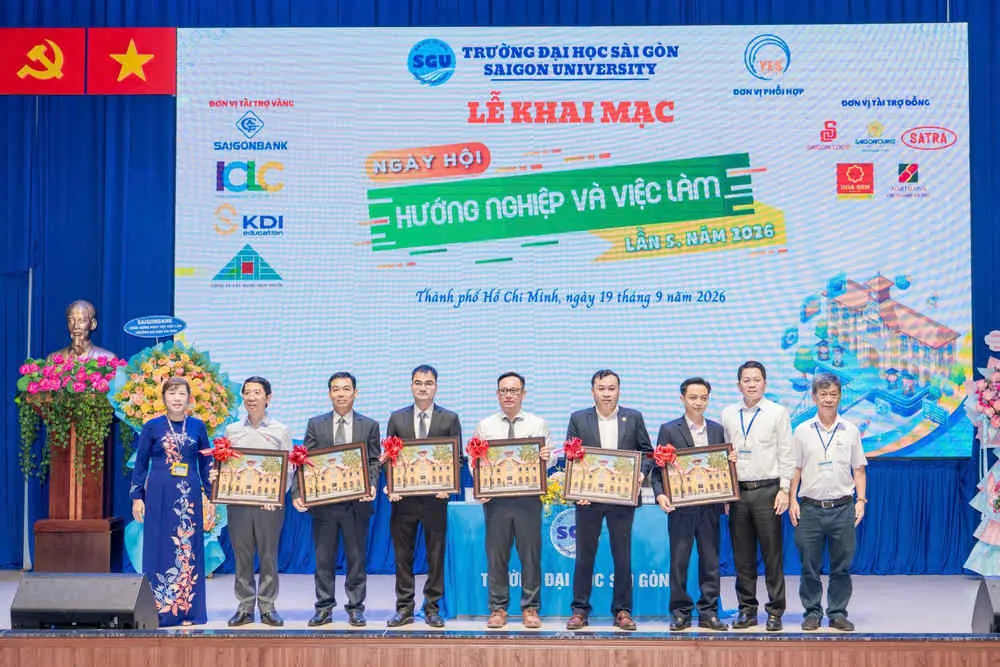 SGU
TRƯỜNG ĐẠI HỌC SÀI GÒN
SAIGON UNIVERSITY
YES
ĐƠN VỊ PHỐI HỢP
ĐƠN VỊ TÀI TRỢ VÀNG
SAIGONBANK
ICLC
KDI
education
LỄ KHAI MẠC
NGÀY HỘI
HƯỚNG NGHIỆP VÀ VIỆC LÀM
LẦN 5, NĂM 2026
Thành phố Hồ Chí Minh, ngày 19 tháng 9 năm 2026
ĐƠN VỊ TÀI TRỢ ĐỒNG
SATRA
SAIGONBANK
TRƯỜNG ĐẠI HỌC SÀI GÒN